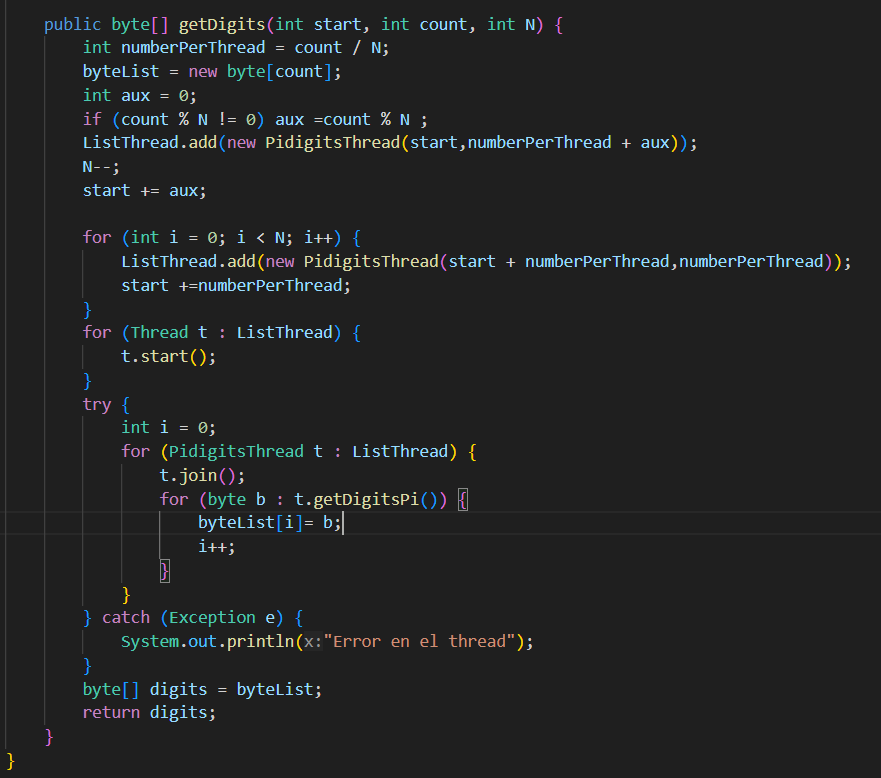 public byte[] getDigits(int start, int count, int N) {
int numberPerThread = count / N;
byteList = new byte[count];
int aux = 0;
if (count % N != 0) aux =count % N ;
ListThread.add(new PidigitsThread(start,numberPerThread + aux));
N--;
start += aux;
for (int i = 0; i < N; i++) {
ListThread.add(new PidigitsThread(start + numberPerThread,numberPerThread));
start +=numberPerThread;
}
for (Thread t : ListThread) {
t.start();
}
try {
int i = 0;
for (PidigitsThread t : ListThread) {
t.join();
for (byte b : t.getDigitsPi()) {
byteList[i]= b;
i++;
}
}
} catch (Exception e) {
System.out.println(x:"Error en el thread");
}
byte[] digits = byteList;
return digits;
}
}